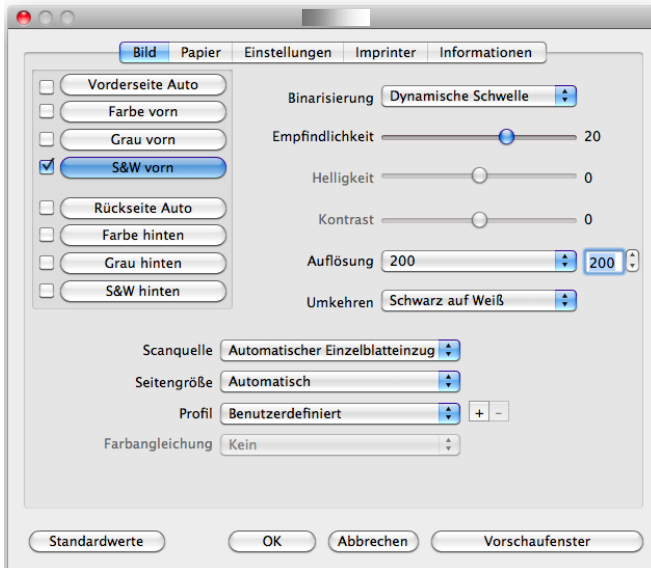 Bild Papier Einstellungen Imprinter Informationen
Vorderseite Auto
Farbe vorn
Grau vorn
S&W vorn
Rückseite Auto
Farbe hinten
Grau hinten
S&W hinten
Binarisierung Dynamische Schwelle
Empfindlichkeit 20
Helligkeit 0
Kontrast 0
Auflösung 200 200
Umkehren Schwarz auf Weiß
Scanquelle Automatischer Einzelblatteinzug
Seitengröße Automatisch
Profil Benutzerdefiniert + -
Farbangleichung Kein
Standardwerte OK Abbrechen Vorschaufenster